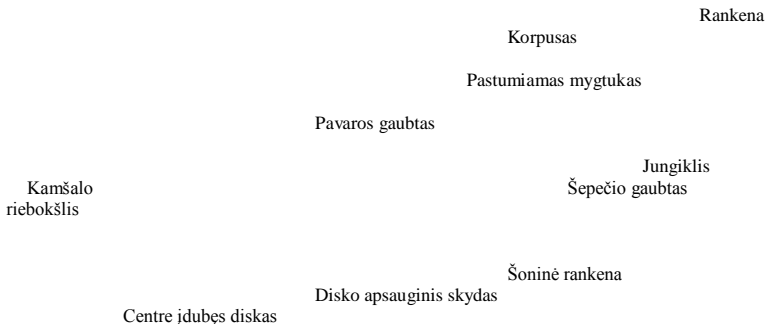 Rankena
Korpusas
Pastumiamas mygtukas
Pavaros gaubtas
Jungiklis
Kamšalo
Šepečio gaubtas
riebokšlis
Šoninė rankena
Disko apsauginis skydas
Centre įdubęs diskas